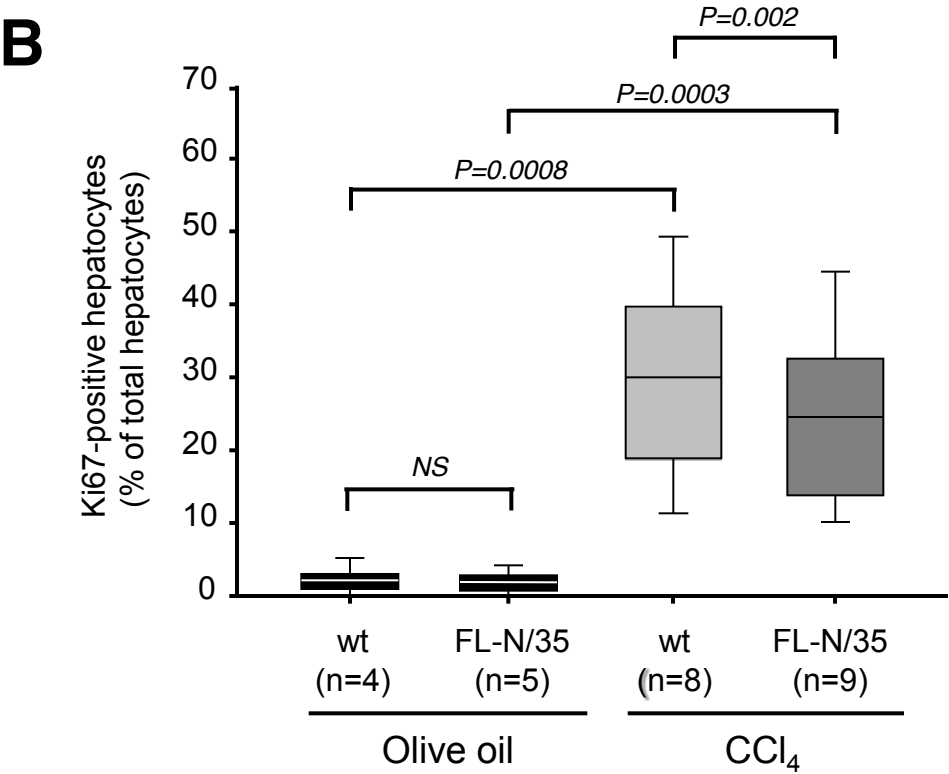 B
P=0.002
P=0.0003
P=0.0008
NS
Ki67-positive hepatocytes
(% of total hepatocytes)
70
60
50
40
30
20
10
0
wt FL-N/35 wt FL-N/35
(n=4) (n=5) (n=8) (n=9)
Olive oil CCl₄